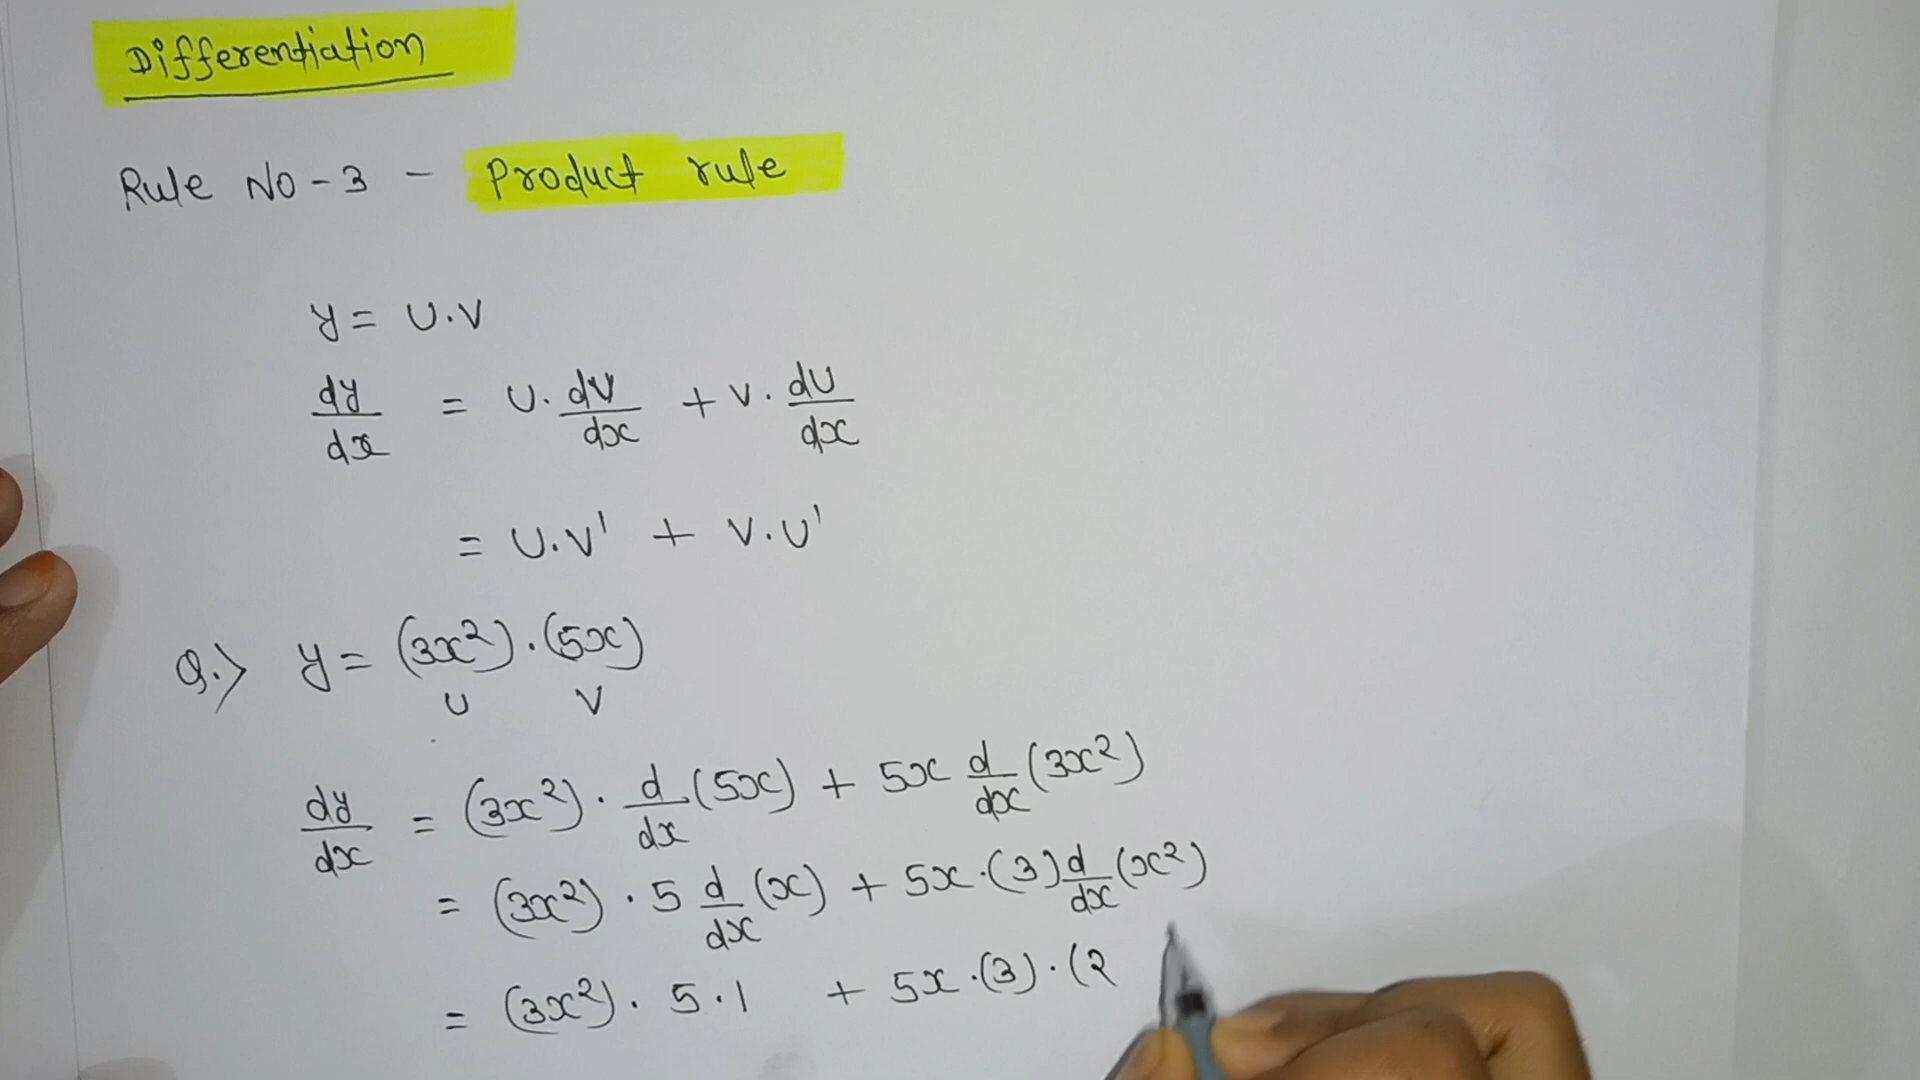 Differentiation
Rule No-3 - Product rule
y = U.V
dy/dx = U. dV/dx + V. dU/dx
= U.V' + V.U'
Q.) y = (3x²).(5x)
U V
dy/dx = (3x²). d/dx (5x) + 5x d/dx (3x²)
= (3x²) . 5 d/dx (x) + 5x.(3) d/dx (x²)
= (3x²). 5.1 + 5x.(3).(2